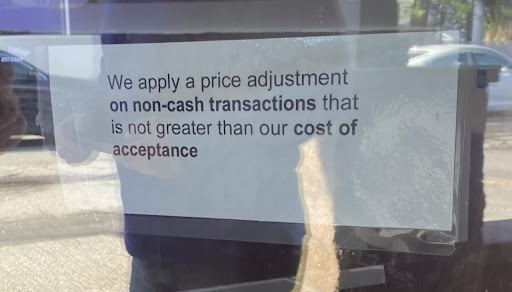 We apply a price adjustment
on non-cash transactions that
is not greater than our cost of
acceptance